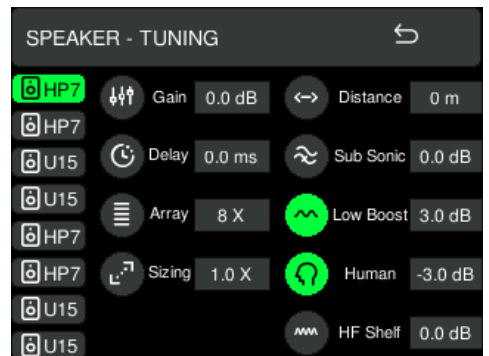 SPEAKER - TUNING
HP7 Gain 0.0 dB Distance 0 m
HP7
U15 Delay 0.0 ms Sub Sonic 0.0 dB
U15 Array 8 X Low Boost 3.0 dB
HP7
HP7 Sizing 1.0 X Human -3.0 dB
U15
U15 HF Shelf 0.0 dB